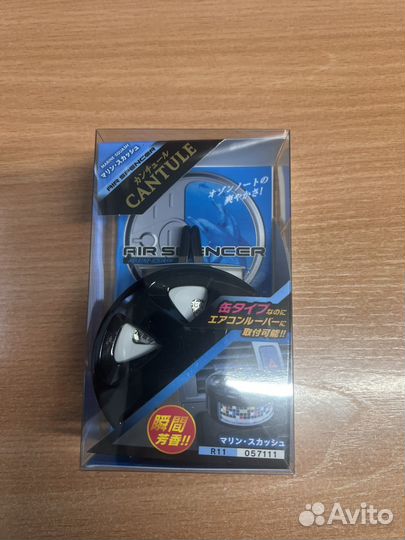 MARINE SQUASH
マリン・スカッシュ
AIR SPENCER
カンチュール
CANTULE
オゾンノートの
爽やかさ!
AIR SPENCER
缶タイプなのに
エアコンルーバーに
取付可能!!
瞬間
芳香!!
マリン・スカッシュ
R11 057111
Avito